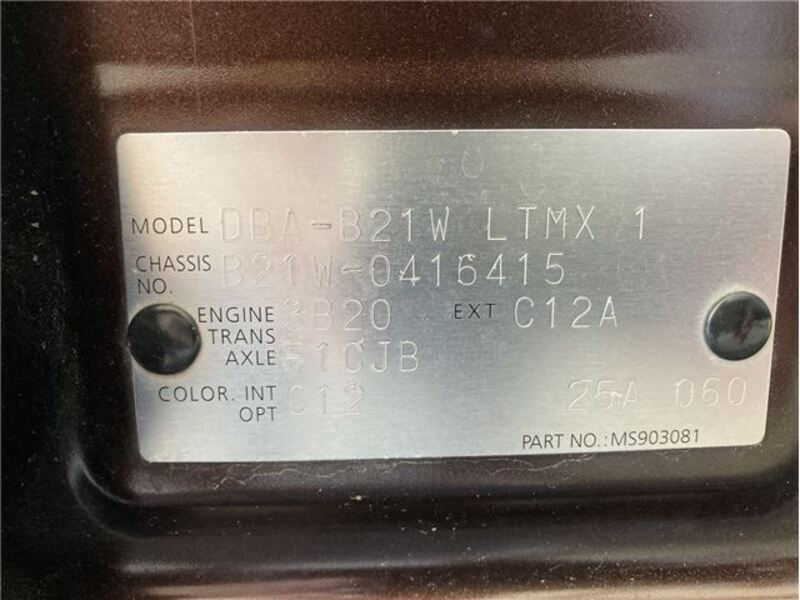 MODEL DBA-B21W LTMX 1
CHASSIS NO. B21W-0416415
ENGINE 3B20 EXT C12A
TRANS AXLE F1CJB
COLOR. INT OPT C12 25A 060
PART NO.: MS903081